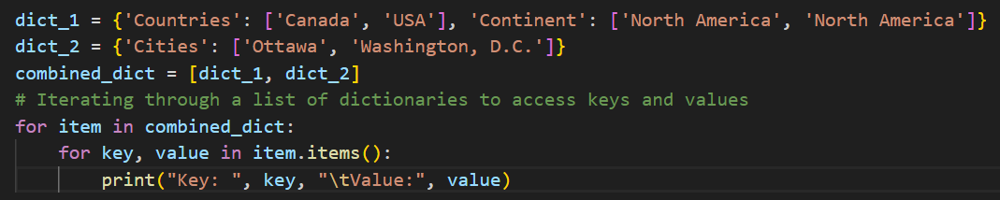 dict_1 = {'Countries': ['Canada', 'USA'], 'Continent': ['North America', 'North America']}
dict_2 = {'Cities': ['Ottawa', 'Washington, D.C.']}
combined_dict = [dict_1, dict_2]
# Iterating through a list of dictionaries to access keys and values
for item in combined_dict:
    for key, value in item.items():
        print("Key: ", key, "\tValue:", value)